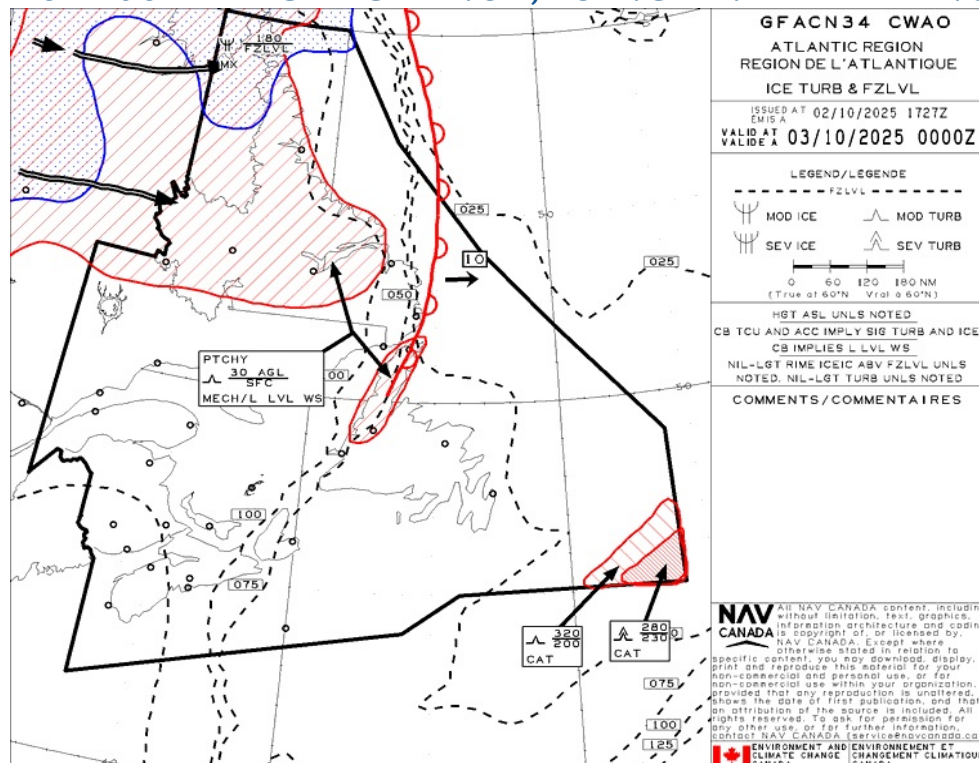 180
FZLVL
MX
025
50
025
10
050
PTCHY
30 AGL
SFC
MECH/L LVL WS
00
50
100
075
320
200
CAT
280
230
0
CAT
075
100
125
GFACN34 CWAO
ATLANTIC REGION
REGION DE L'ATLANTIQUE
ICE TURB & FZLVL
ISSUED AT 02/10/2025 1727Z
EMIS A
VALID AT 03/10/2025 0000Z
VALIDE A
LEGEND/LEGENDE
FZLVL
MOD ICE MOD TURB
SEV ICE SEV TURB
0 60 120 180 NM
(True at 60°N Vrai à 60°N)
HGT ASL UNLS NOTED
CB TCU AND ACC IMPLY SIG TURB AND ICE
CB IMPLIES L LVL WS
NIL-LGT RIME ICEIC ABV FZLVL UNLS
NOTED. NIL-LGT TURB UNLS NOTED
COMMENTS/COMMENTAIRES
NAV
CANADA
All NAV CANADA content, includin
without limitation, text, graphics,
information architecture and codin
is copyright of, or licensed by,
NAV CANADA. Except where
otherwise stated in relation to
specific content, you may download, display,
print and reproduce this material for your
non-commercial and personal use, or for
non-commercial use within your organization,
provided that any reproduction is unaltered,
shows the date of first publication, and that
an attribution of the source is included. All
rights reserved. To ask for permission for
any other use, or for further information,
contact NAV CANADA (service@navcanada.ca
ENVIRONMENT AND ENVIRONNEMENT ET
CLIMATE CHANGE CHANGEMENT CLIMATIQUE